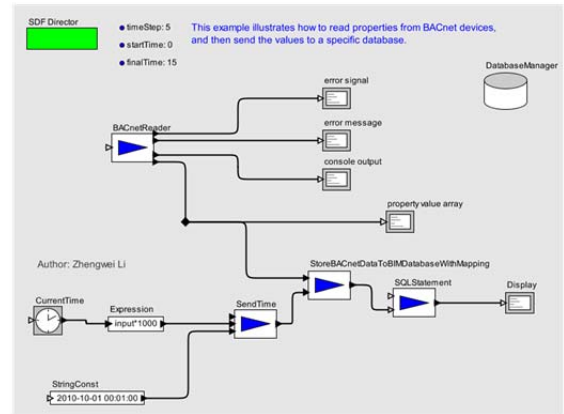 SDF Director
timeStep: 5
startTime: 0
finalTime: 15
This example illustrates how to read properties from BACnet devices,
and then send the values to a specific database.
DatabaseManager
error signal
BACnetReader
error message
console output
property value array
Author: Zhengwei Li
StoreBACnetDataToBIMDatabaseWithMapping
CurrentTime
Expression
input*1000
SendTime
SQLStatement
Display
StringConst
2010-10-01 00:01:00